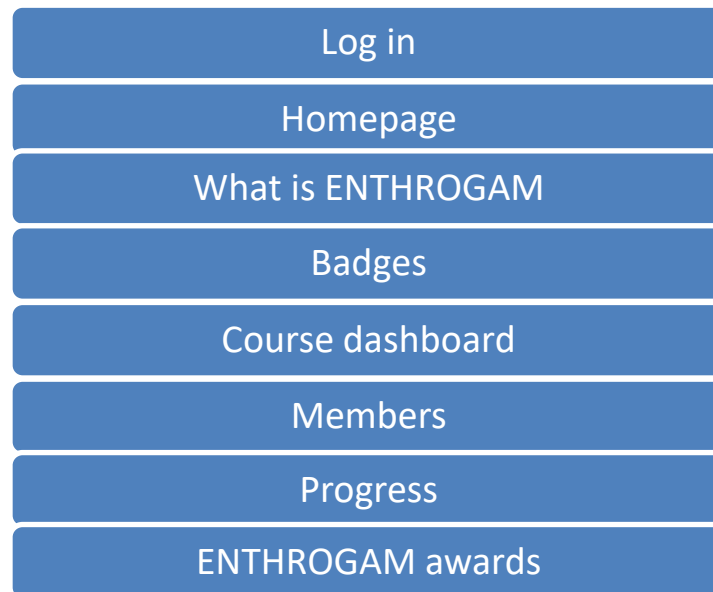 Log in
Homepage
What is ENTHROGAM
Badges
Course dashboard
Members
Progress
ENTHROGAM awards